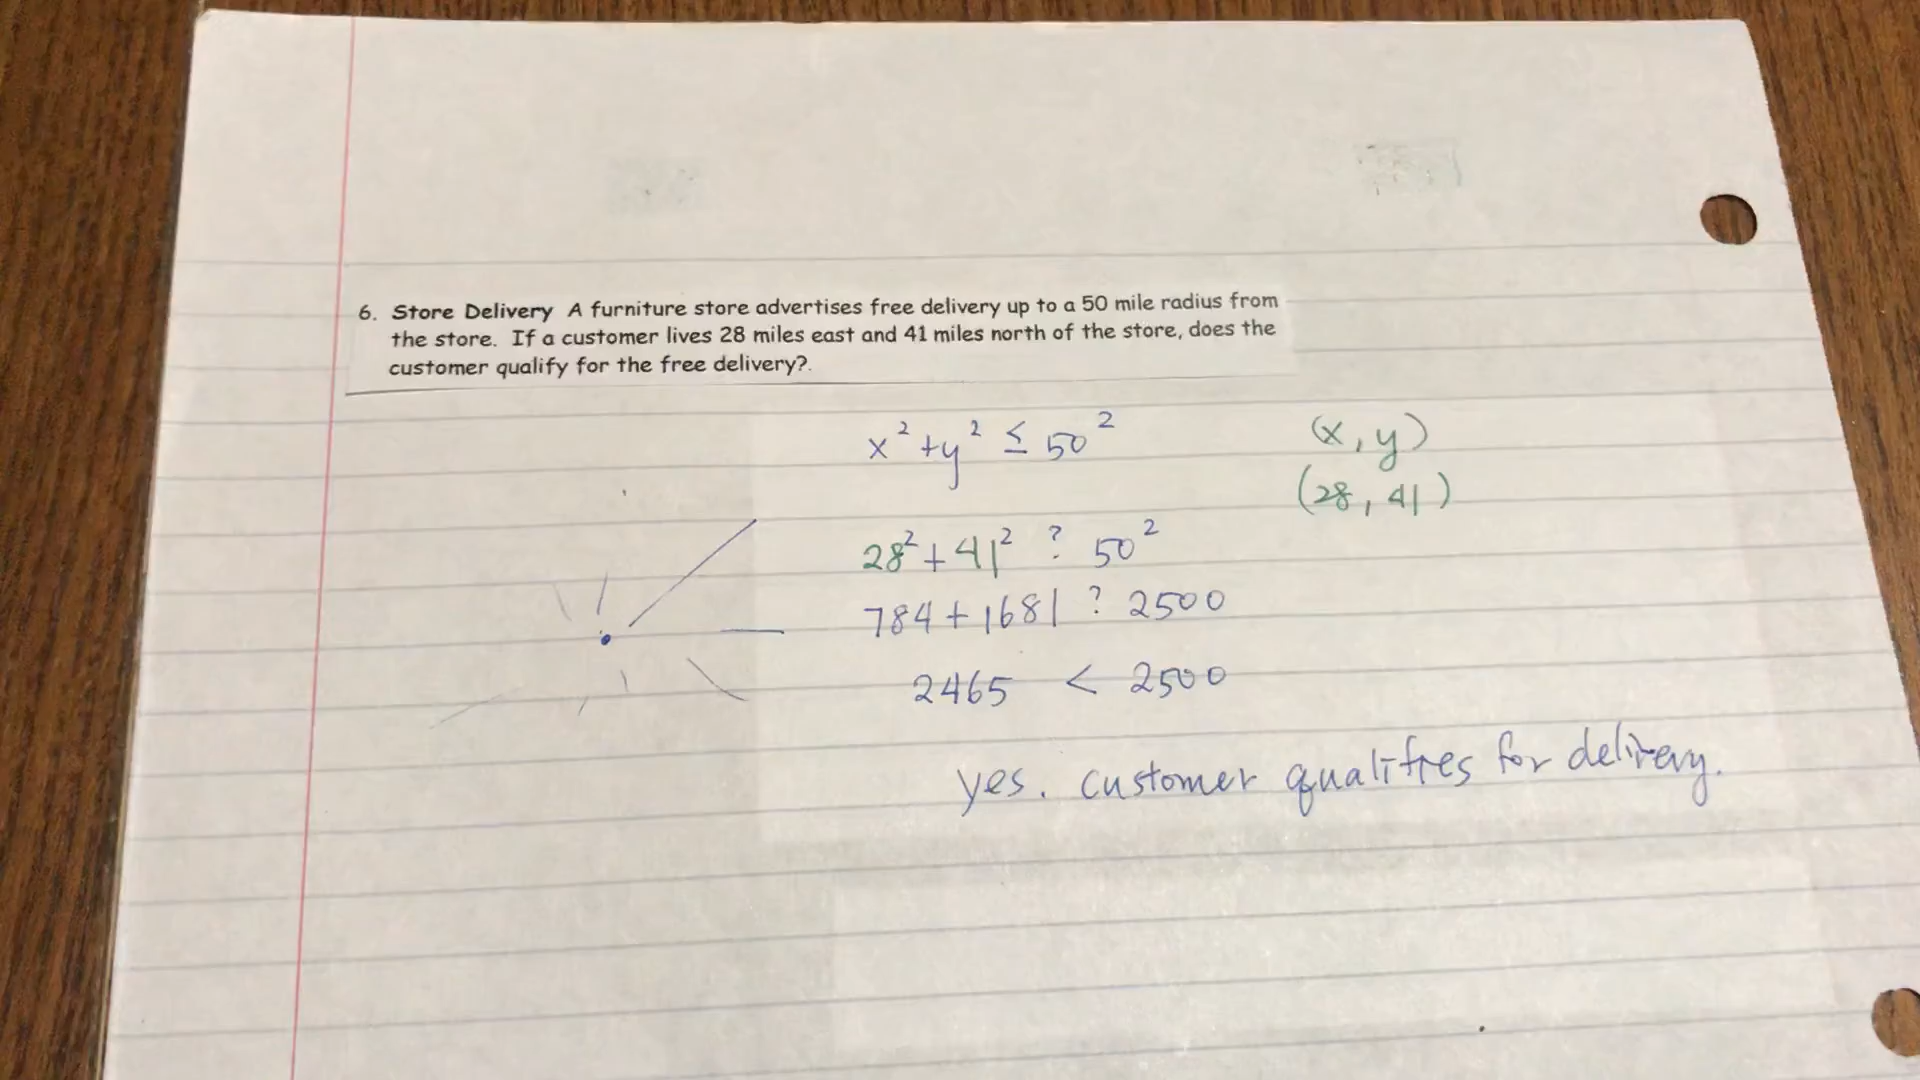 6. Store Delivery A furniture store advertises free delivery up to a 50 mile radius from
the store. If a customer lives 28 miles east and 41 miles north of the store, does the
customer qualify for the free delivery?.
x² + y² ≤ 50²
(x, y)
(28, 41)
28² + 41² ? 50²
784 + 1681 ? 2500
2465 < 2500
yes. customer qualifies for delivery.